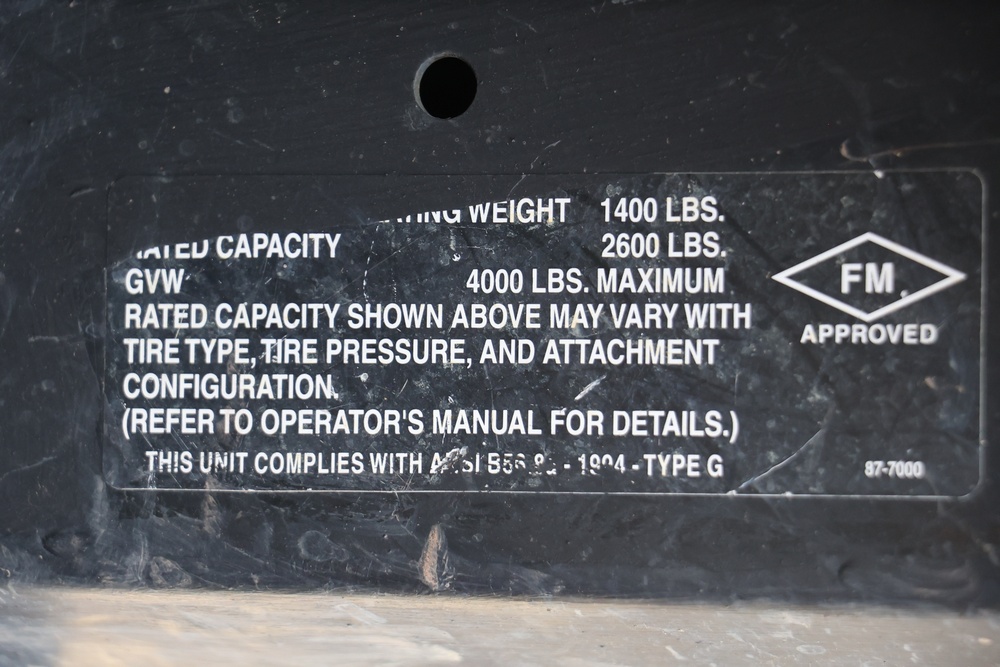 WEIGHT 1400 LBS.
RATED CAPACITY 2600 LBS.
GVW 4000 LBS. MAXIMUM
RATED CAPACITY SHOWN ABOVE MAY VARY WITH
TIRE TYPE, TIRE PRESSURE, AND ATTACHMENT
CONFIGURATION.
(REFER TO OPERATOR'S MANUAL FOR DETAILS.)
THIS UNIT COMPLIES WITH - TYPE G
FM
APPROVED
87-7000